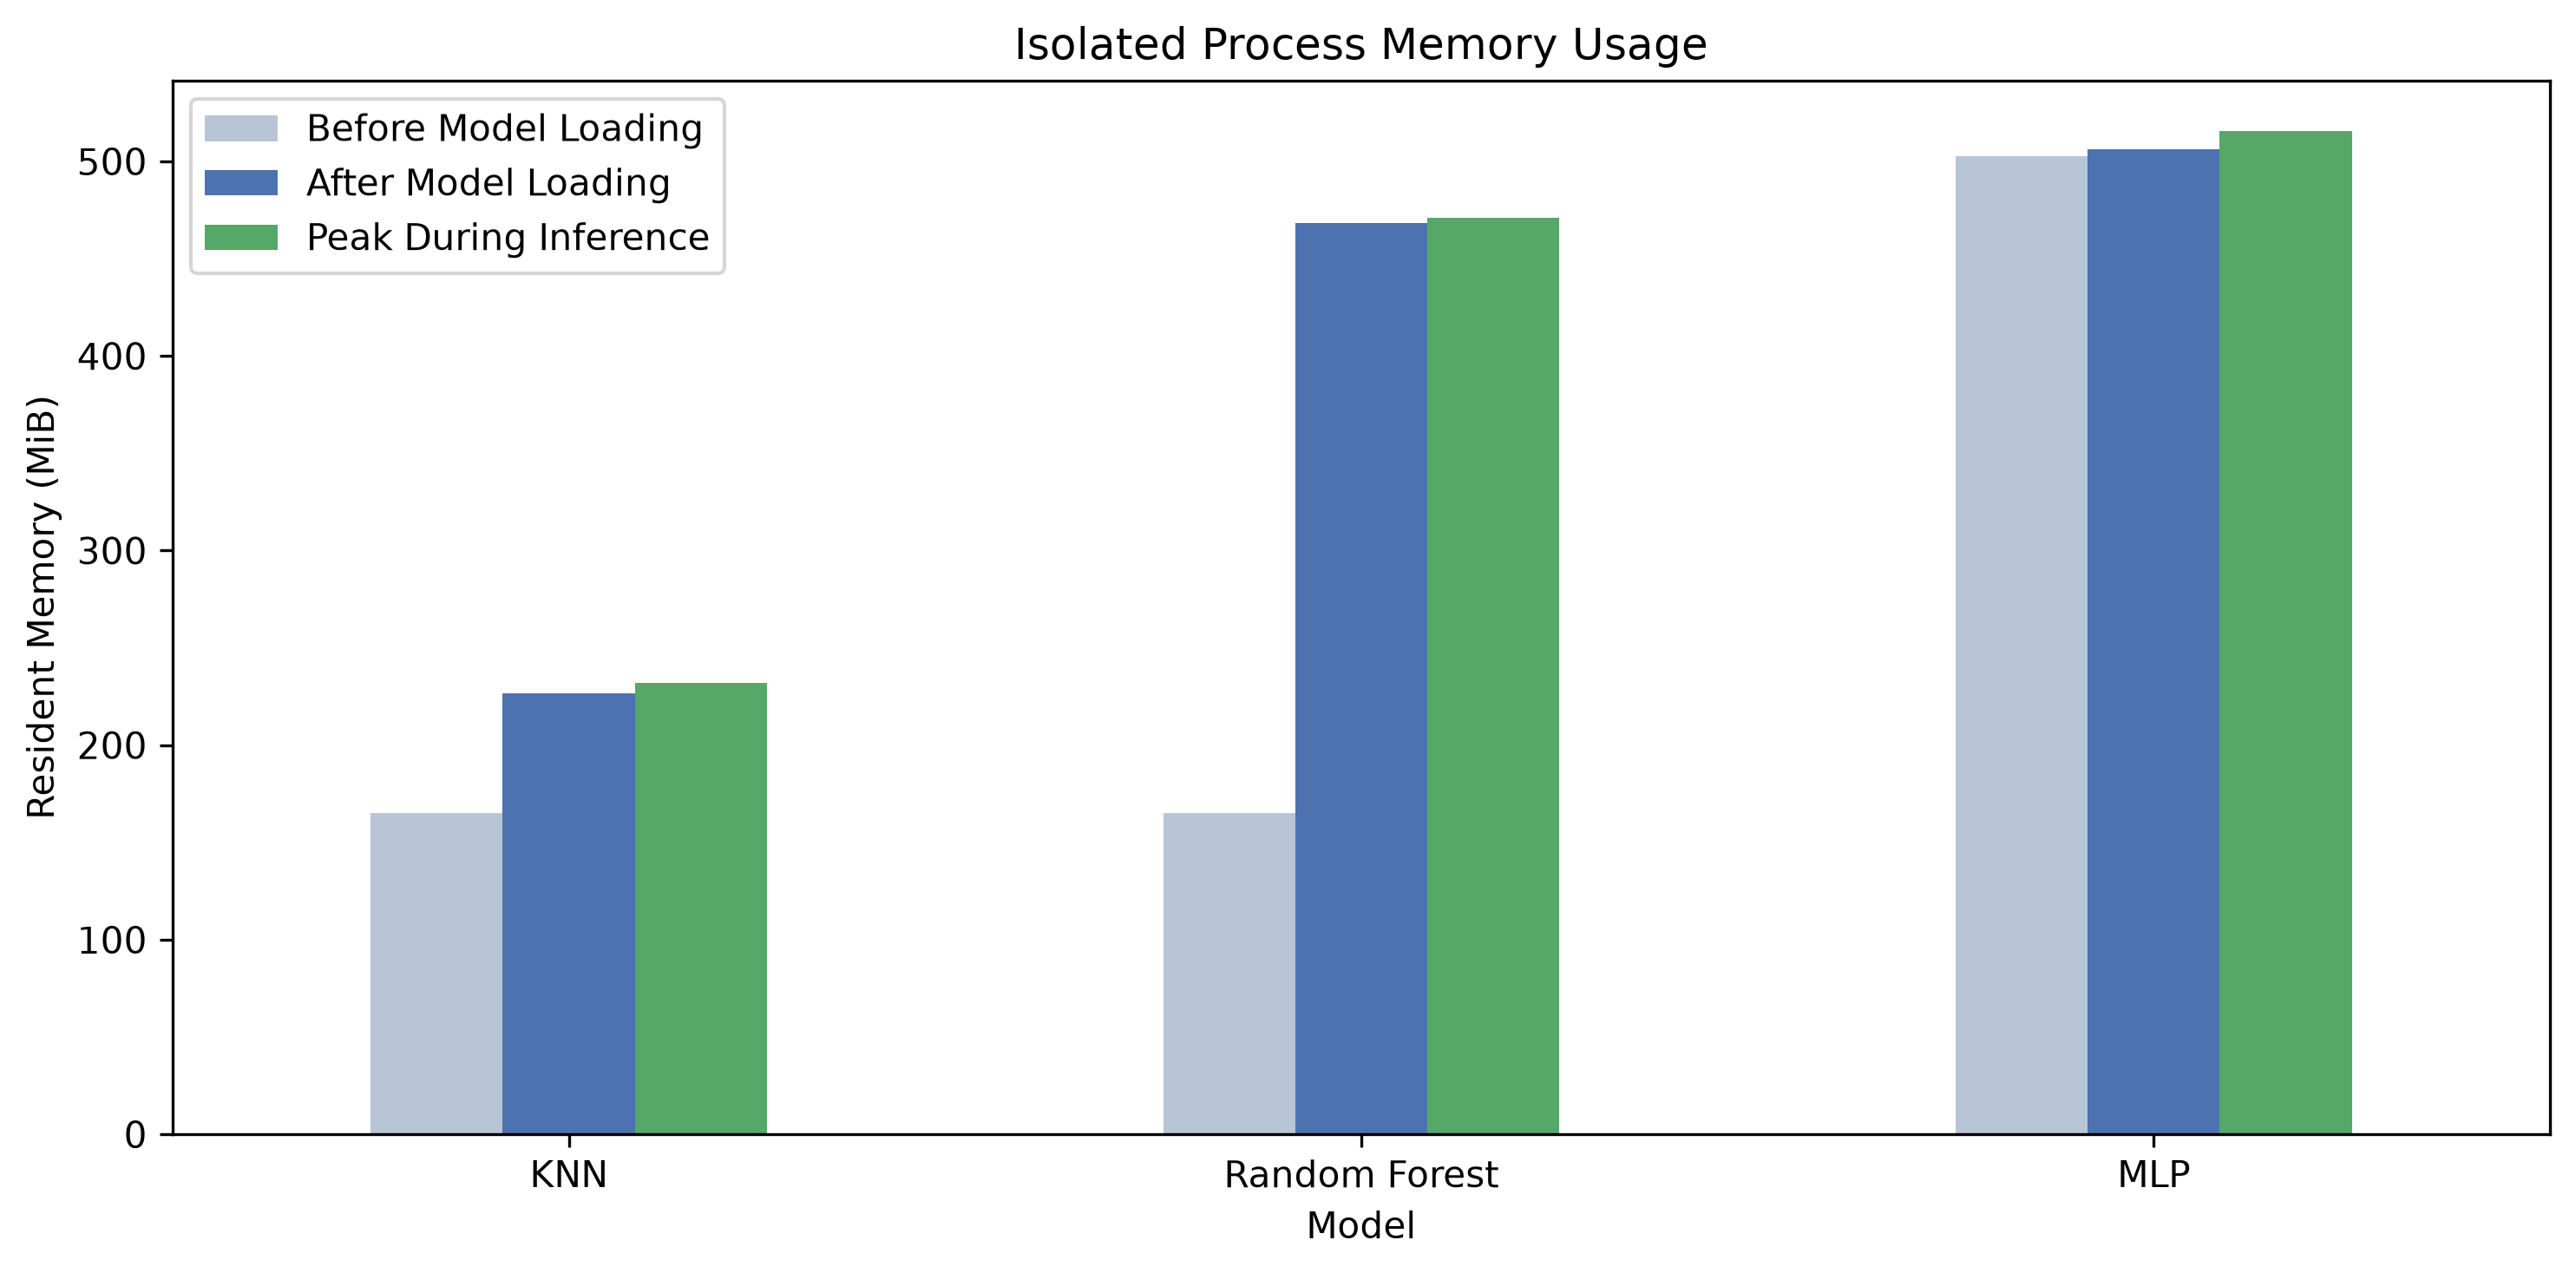 Isolated Process Memory Usage
Before Model Loading
After Model Loading
Peak During Inference
Resident Memory (MiB)
500
400
300
200
100
0
KNN
Random Forest
MLP
Model